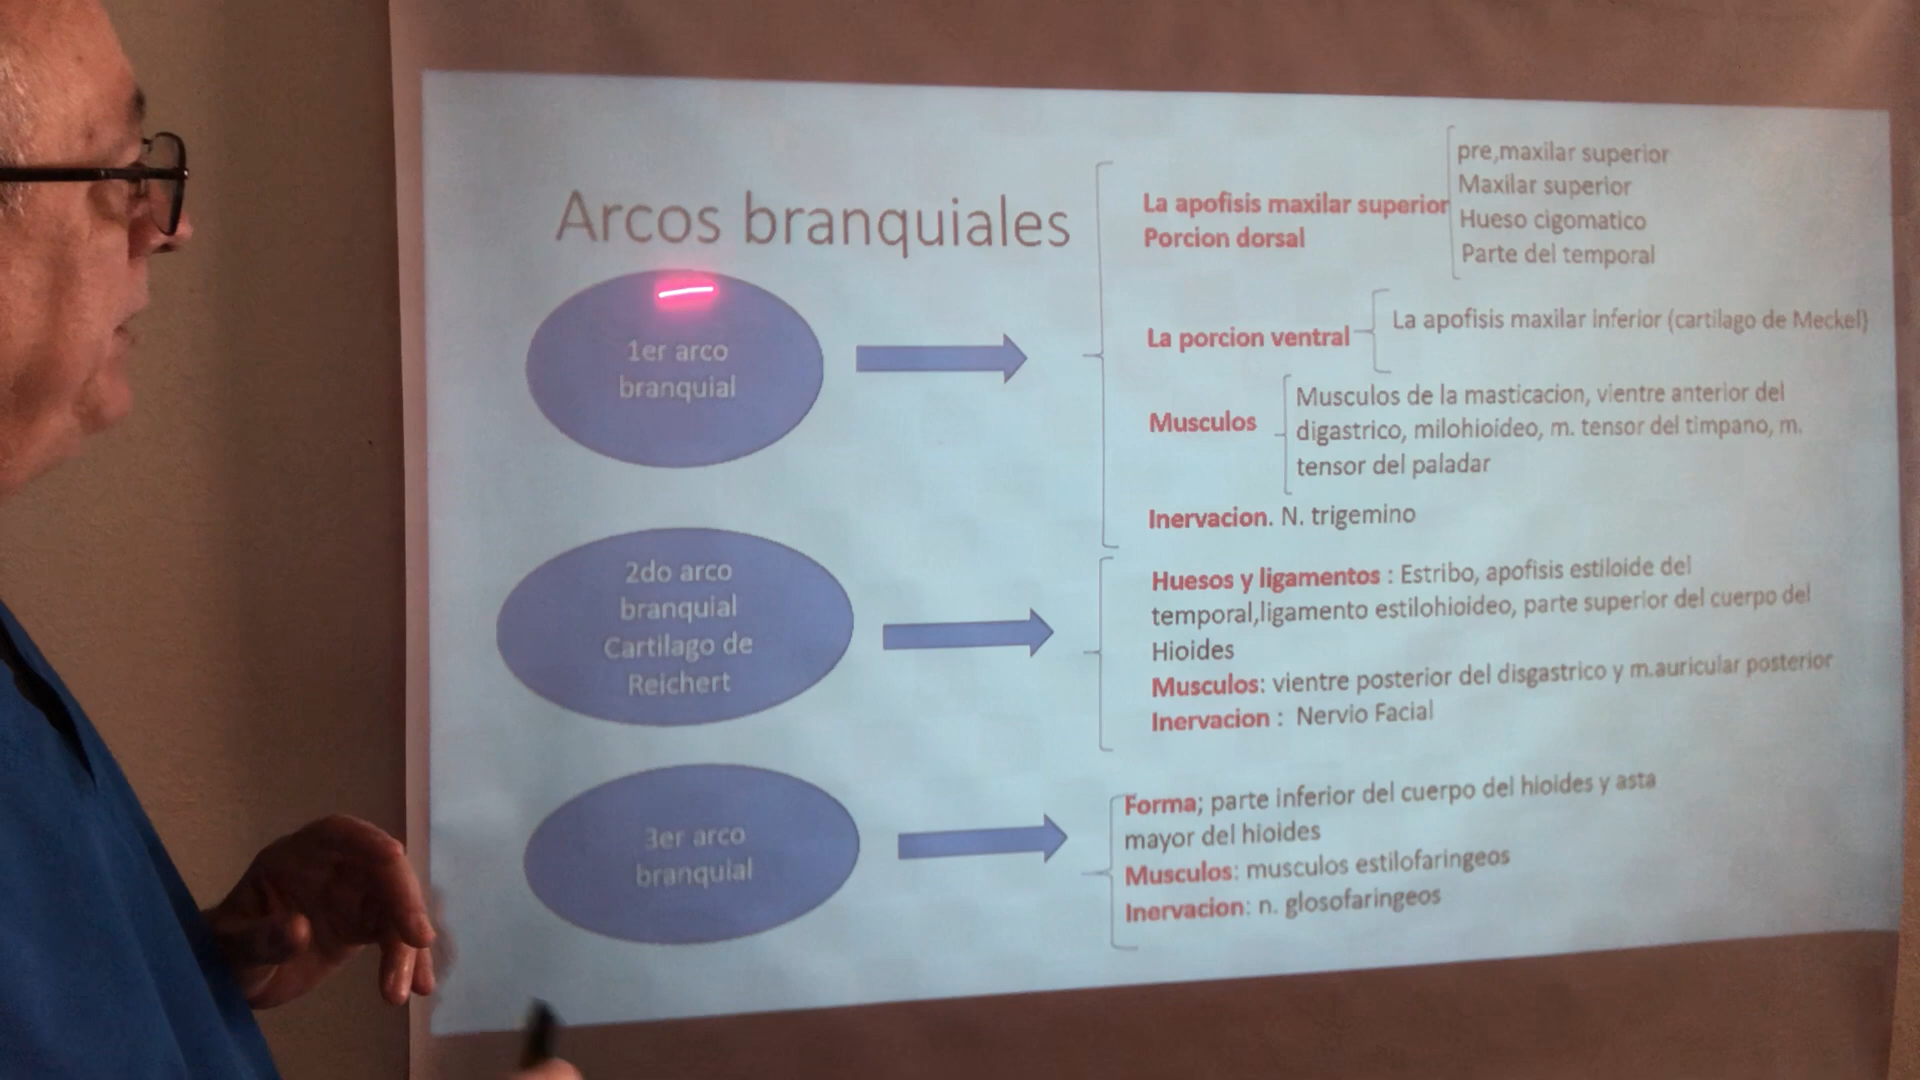 Arcos branquiales
1er arco
branquial
La apofisis maxilar superior
Porcion dorsal
pre,maxilar superior
Maxilar superior
Hueso cigomatico
Parte del temporal
La porcion ventral
La apofisis maxilar inferior (cartilago de Meckel)
Musculos
Musculos de la masticacion, vientre anterior del
digastrico, milohioideo, m. tensor del timpano, m.
tensor del paladar
Inervacion. N. trigemino
2do arco
branquial
Cartilago de
Reichert
Huesos y ligamentos : Estribo, apofisis estiloide del
temporal,ligamento estilohioideo, parte superior del cuerpo del
Hioides
Musculos: vientre posterior del disgastrico y m.auricular posterior
Inervacion : Nervio Facial
3er arco
branquial
Forma; parte inferior del cuerpo del hioides y asta
mayor del hioides
Musculos: musculos estilofaringeos
Inervacion: n. glosofaringeos